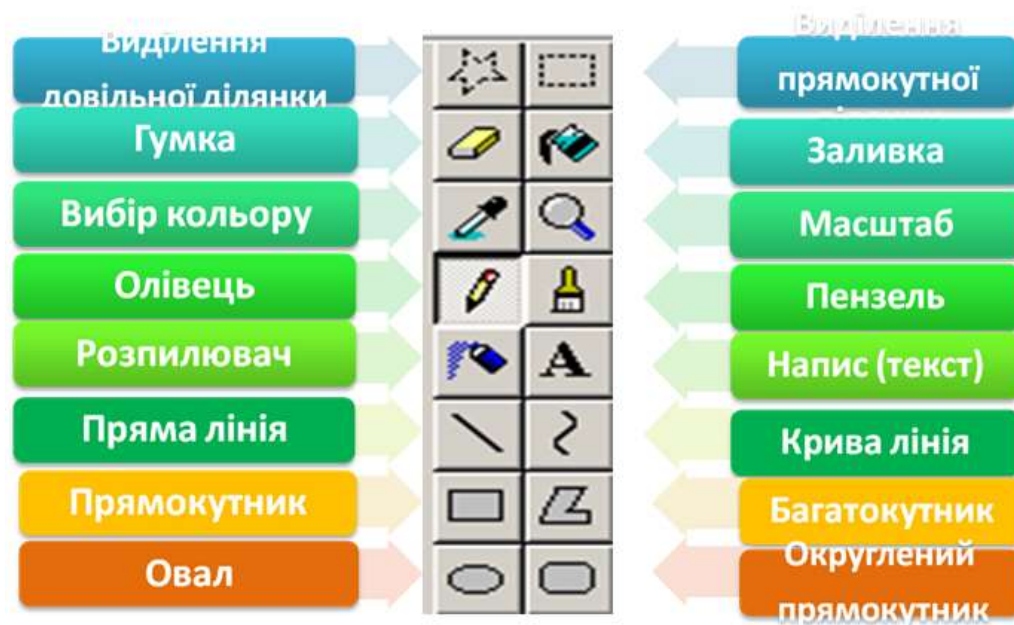 Виділення
довільної ділянки
Гумка
Вибір кольору
Олівець
Розпилювач
Пряма лінія
Прямокутник
Овал
A
Виділення
прямокутної
Заливка
Масштаб
Пензель
Напис (текст)
Крива лінія
Багатокутник
Округлений
прямокутник